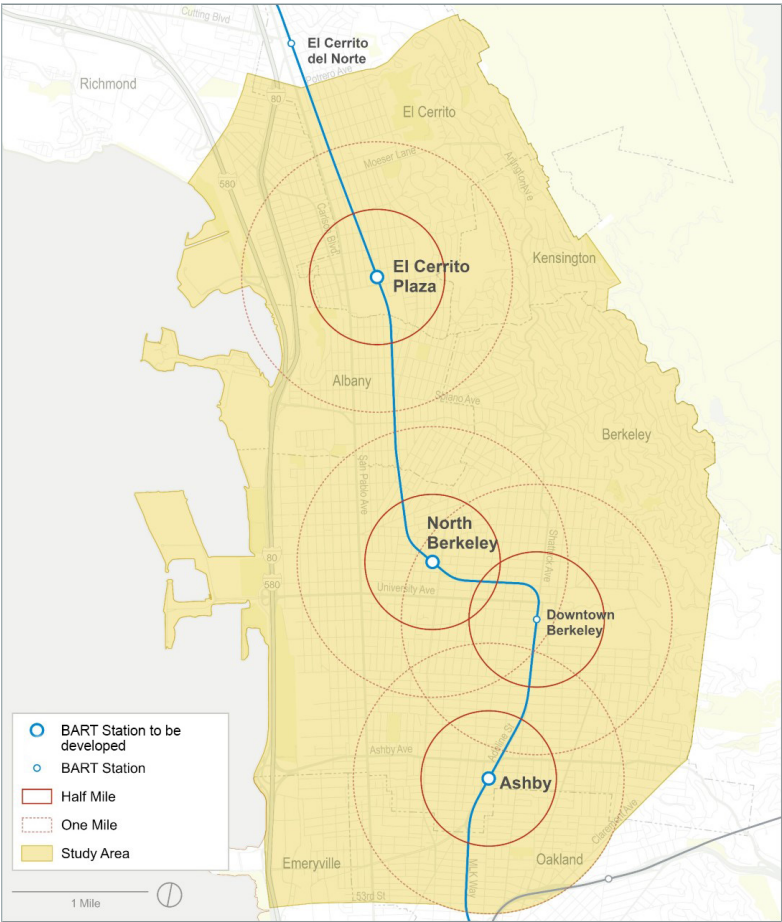 Cutting Blvd
El Cerrito
del Norte
Potrero Ave
Richmond
80
El Cerrito
Moeser Lane
Arlington Ave
580
Carlson Blvd
Kensington
El Cerrito
Plaza
Albany
Solano Ave
Berkeley
San Pablo Ave
North
Berkeley
Shattuck Ave
80
580
University Ave
Downtown
Berkeley
BART Station to be
developed
BART Station
Half Mile
One Mile
Study Area
1 Mile
Adeline St
Ashby Ave
Ashby
Claremont Ave
Emeryville
Oakland
MLK Way
53rd St